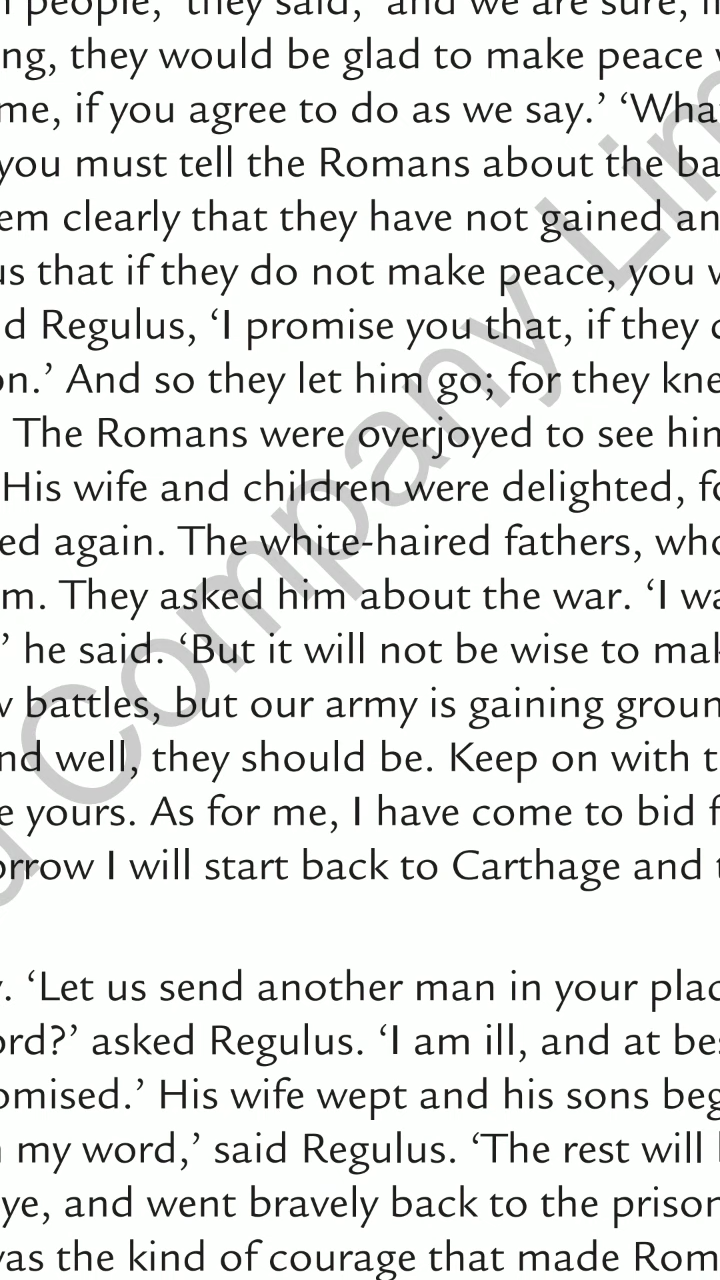 people,’ they said, ‘and we are sure, i
ng, they would be glad to make peace
me, if you agree to do as we say.’ ‘Wha
you must tell the Romans about the ba
em clearly that they have not gained an
us that if they do not make peace, you w
d Regulus, ‘I promise you that, if they
on.’ And so they let him go; for they kne
The Romans were overjoyed to see him
His wife and children were delighted, fo
ed again. The white-haired fathers, who
m. They asked him about the war. ‘I wa
’ he said. ‘But it will not be wise to mak
w battles, but our army is gaining groun
nd well, they should be. Keep on with t
e yours. As for me, I have come to bid f
orrow I will start back to Carthage and t
y. ‘Let us send another man in your plac
ord?’ asked Regulus. ‘I am ill, and at bes
omised.’ His wife wept and his sons beg
my word,’ said Regulus. ‘The rest will
ye, and went bravely back to the prison
was the kind of courage that made Rom
d Company Lim